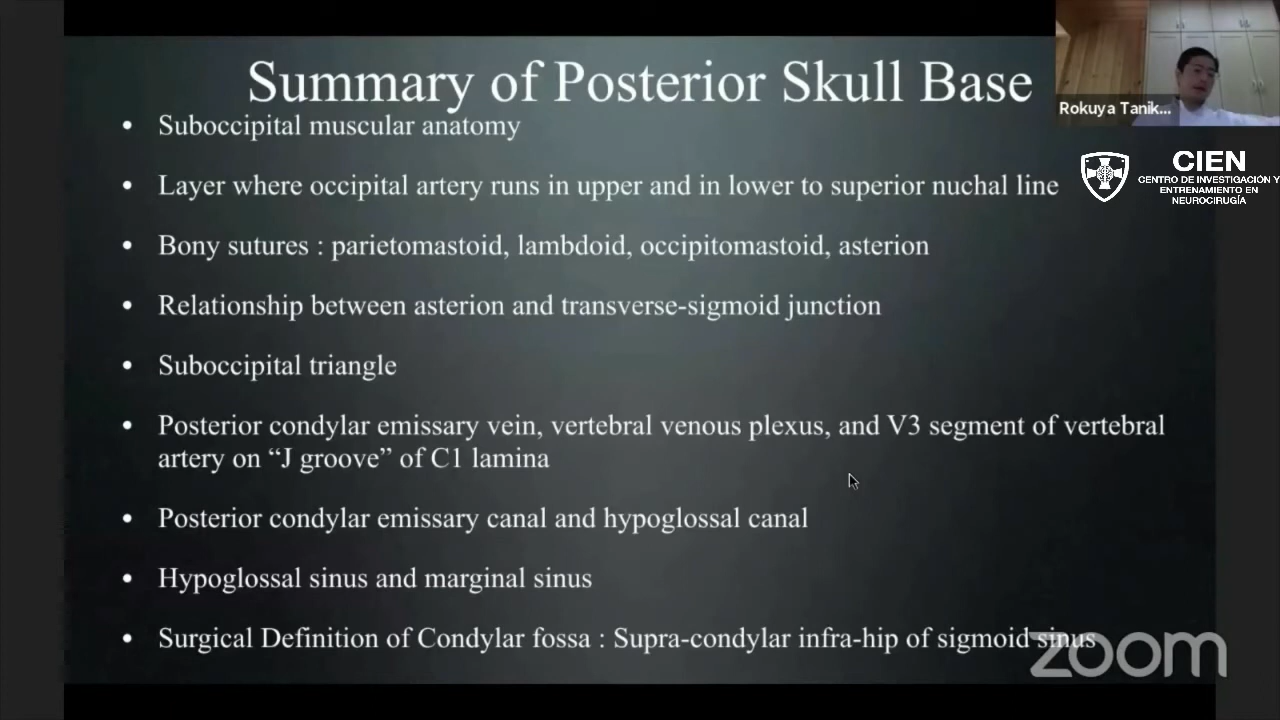 Summary of Posterior Skull Base
Rokuya Tanik...
CIEN
CENTRO DE INVESTIGACIÓN Y
ENTRENAMIENTO EN
NEUROCIRUGÍA
• Suboccipital muscular anatomy
• Layer where occipital artery runs in upper and in lower to superior nuchal line
• Bony sutures : parietomastoid, lambdoid, occipitomastoid, asterion
• Relationship between asterion and transverse-sigmoid junction
• Suboccipital triangle
• Posterior condylar emissary vein, vertebral venous plexus, and V3 segment of vertebral
artery on “J groove” of C1 lamina
• Posterior condylar emissary canal and hypoglossal canal
• Hypoglossal sinus and marginal sinus
• Surgical Definition of Condylar fossa : Supra-condylar infra-hip of sigmoid sinus
zoom